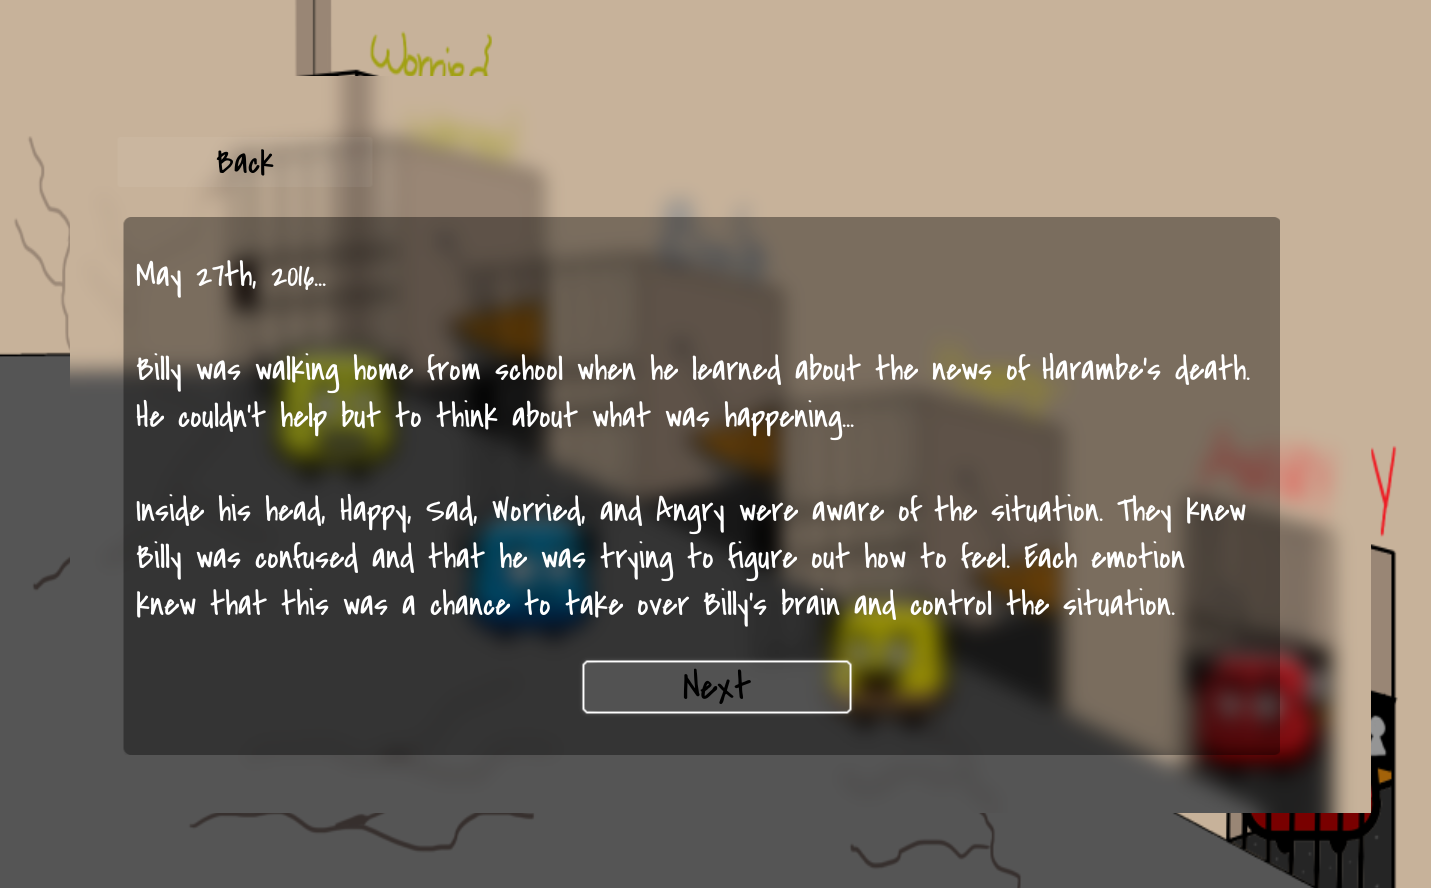 Worried
Back
May 27th, 2016...
Billy was walking home from school when he learned about the news of Harambe's death.
He couldn't help but to think about what was happening...
Inside his head, Happy, Sad, Worried, and Angry were aware of the situation. They knew
Billy was confused and that he was trying to figure out how to feel. Each emotion
knew that this was a chance to take over Billy's brain and control the situation.
Next